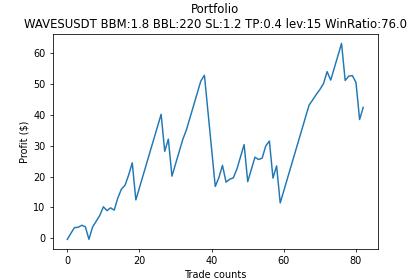 Portfolio
WAVESUSDT BBM:1.8 BBL:220 SL:1.2 TP:0.4 lev:15 WinRatio:76.0
60
50
40
30
20
10
0
Profit ($)
0 20 40 60 80
Trade counts